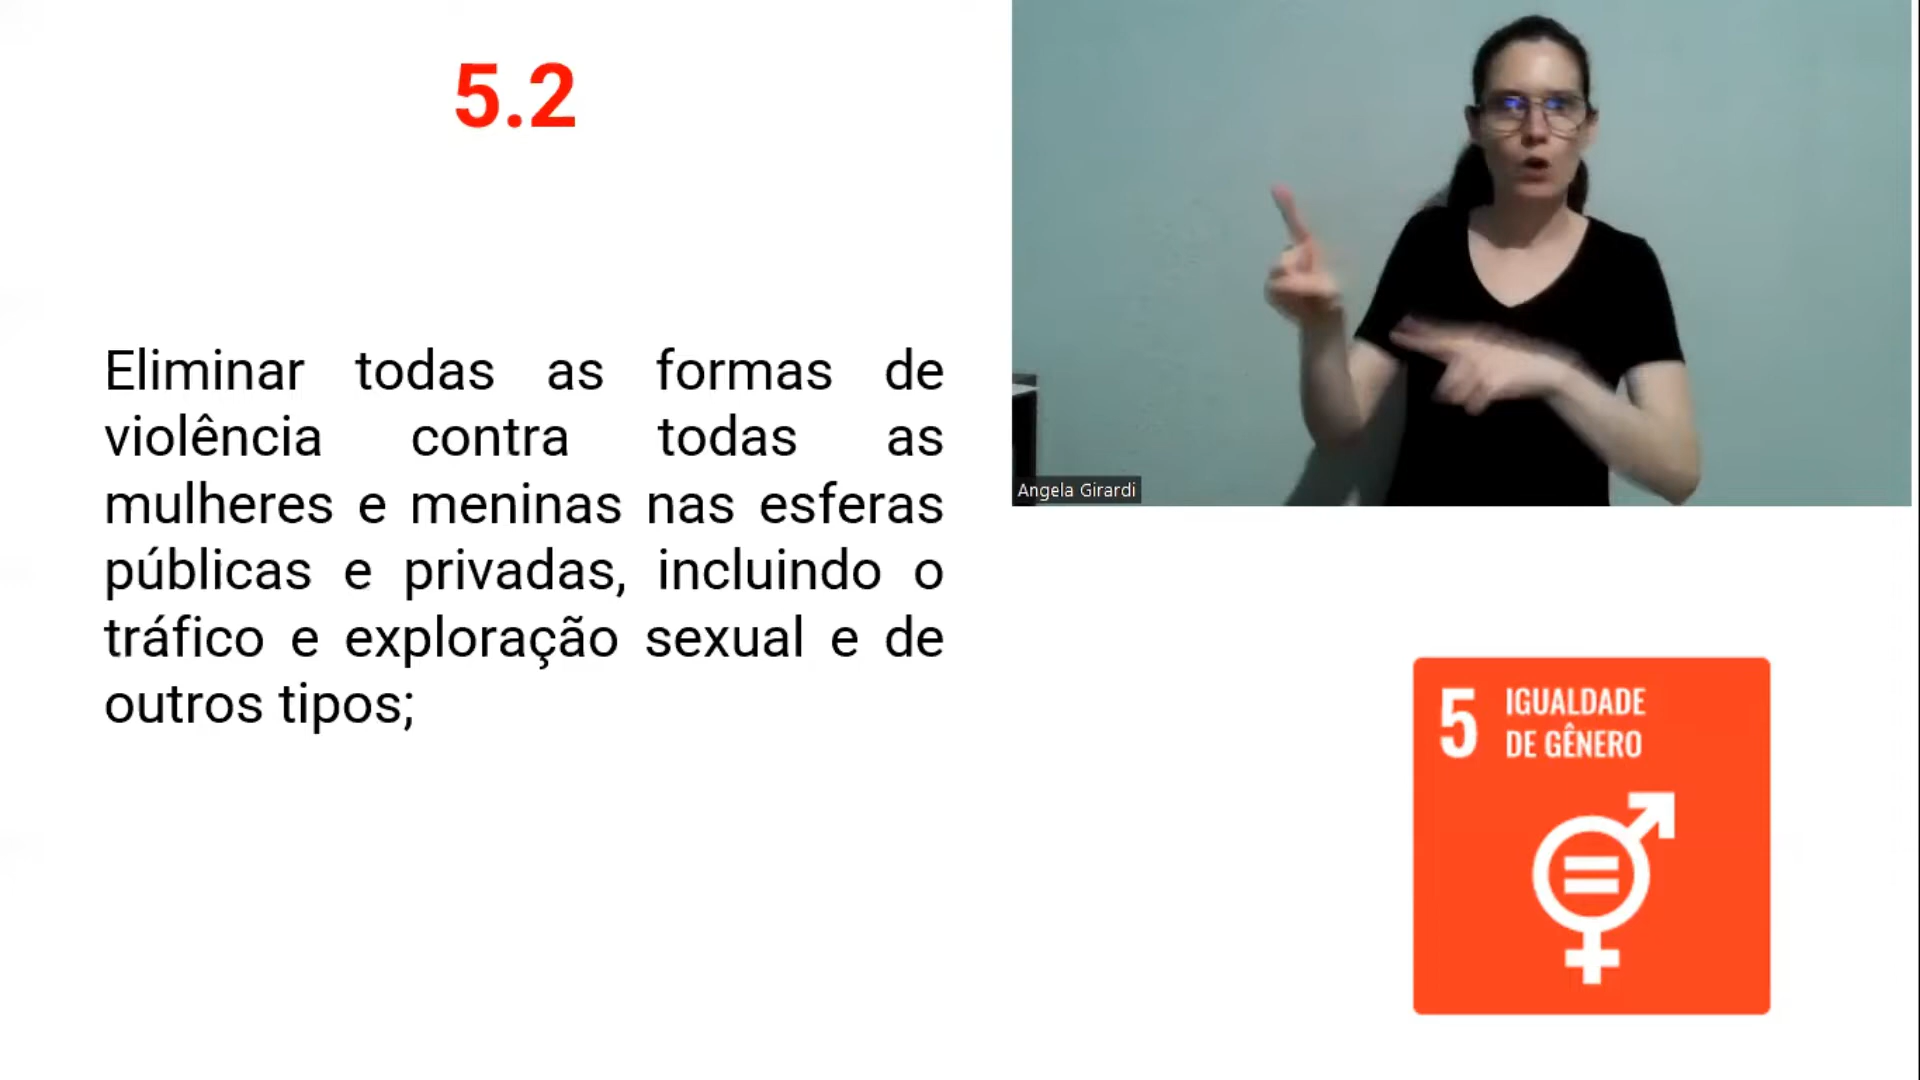 5.2
Eliminar todas as formas de
violência contra todas as
mulheres e meninas nas esferas
públicas e privadas, incluindo o
tráfico e exploração sexual e de
outros tipos;
Angela Girardi
5 IGUALDADE
DE GÊNERO